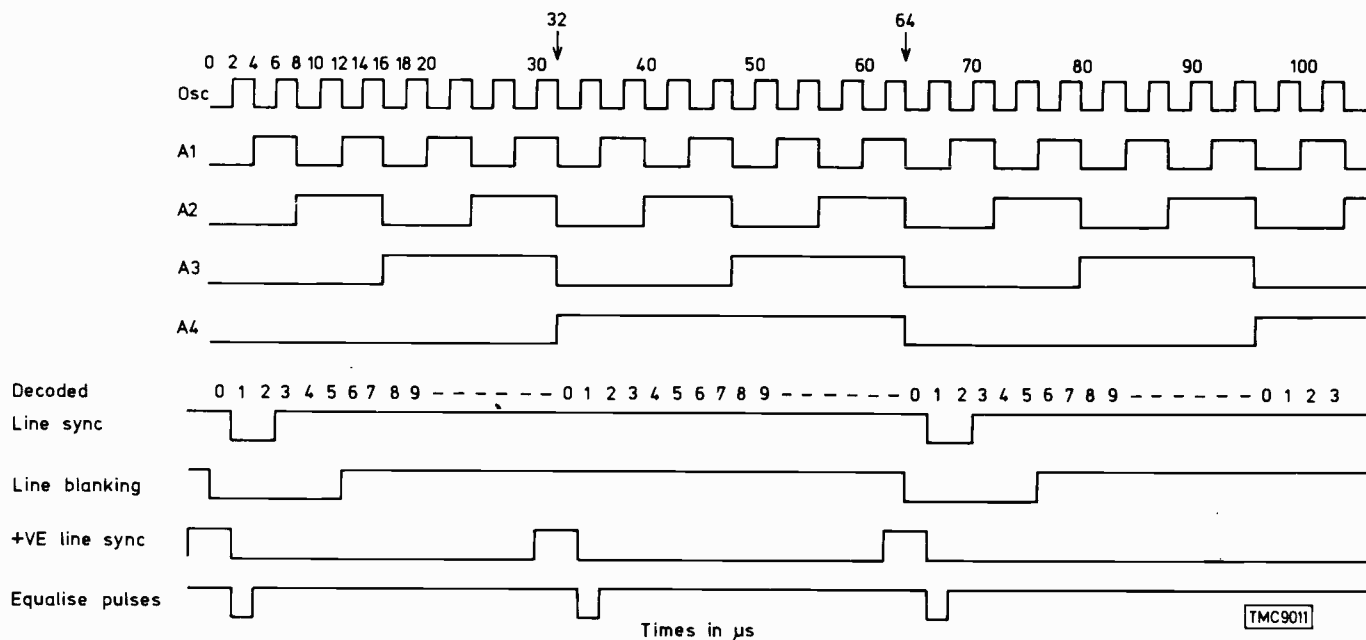 32 64
0 2 4 6 8 10 12 14 16 18 20 30 40 50 60 70 80 90 100
Osc
A1
A2
A3
A4
Decoded 0 1 2 3 4 5 6 7 8 9 - - - - - - 0 1 2 3 4 5 6 7 8 9 - - - - - - 0 1 2 3 4 5 6 7 8 9 - - - - - - 0 1 2 3
Line sync
Line blanking
+VE line sync
Equalise pulses
Times in µs
TMC9011